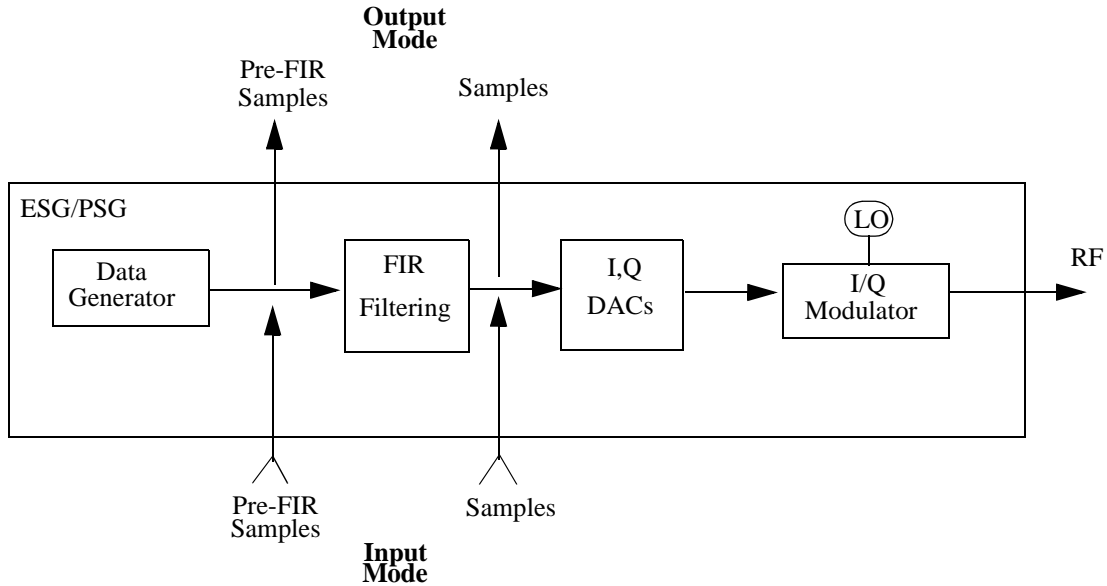 Output
Mode
Pre-FIR
Samples
Samples
ESG/PSG
LO
RF
Data
Generator
FIR
Filtering
I,Q
DACs
I/Q
Modulator
Pre-FIR
Samples
Samples
Input
Mode